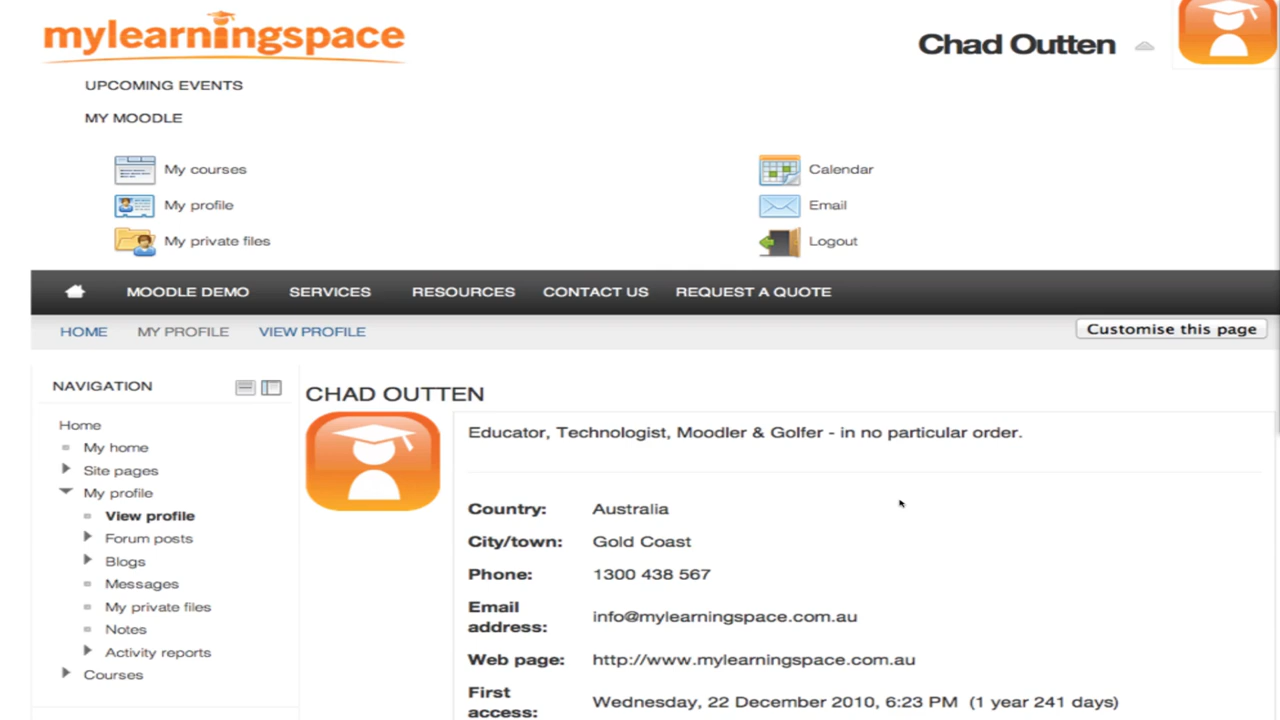 mylearningspace
Chad Outten
UPCOMING EVENTS
MY MOODLE
My courses
Calendar
My profile
Email
My private files
Logout
MOODLE DEMO SERVICES RESOURCES CONTACT US REQUEST A QUOTE
HOME MY PROFILE VIEW PROFILE
Customise this page
NAVIGATION
Home
My home
Site pages
My profile
View profile
Forum posts
Blogs
Messages
My private files
Notes
Activity reports
Courses
CHAD OUTTEN
Educator, Technologist, Moodler & Golfer - in no particular order.
Country: Australia
City/town: Gold Coast
Phone: 1300 438 567
Email
address: info@mylearningspace.com.au
Web page: http://www.mylearningspace.com.au
First
access: Wednesday, 22 December 2010, 6:23 PM (1 year 241 days)